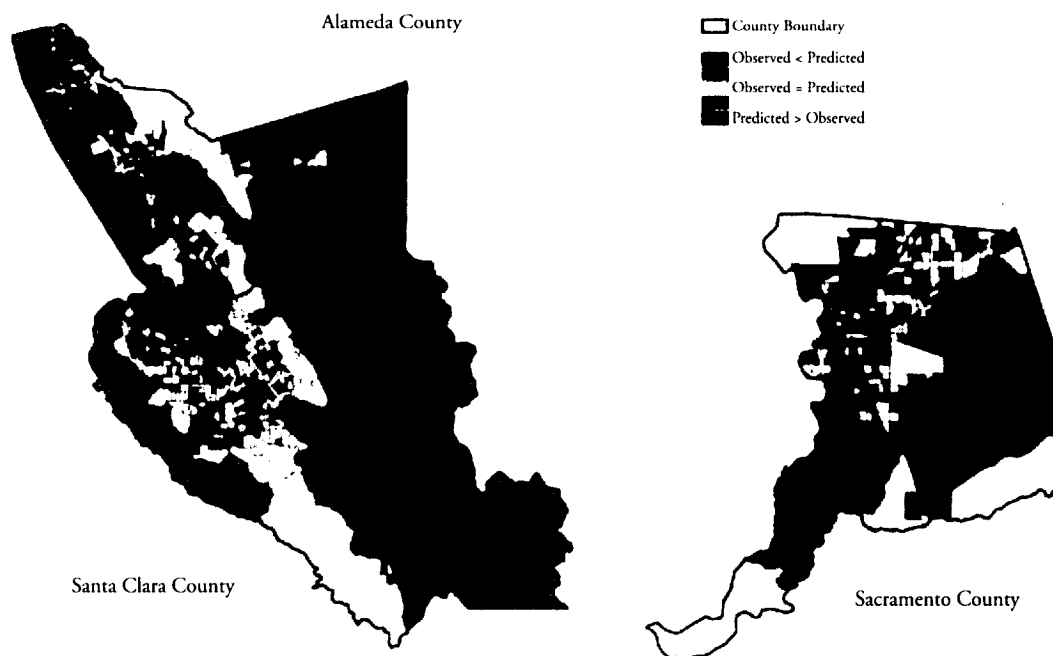 Alameda County
County Boundary
Observed < Predicted
Observed = Predicted
Predicted > Observed
Santa Clara County
Sacramento County